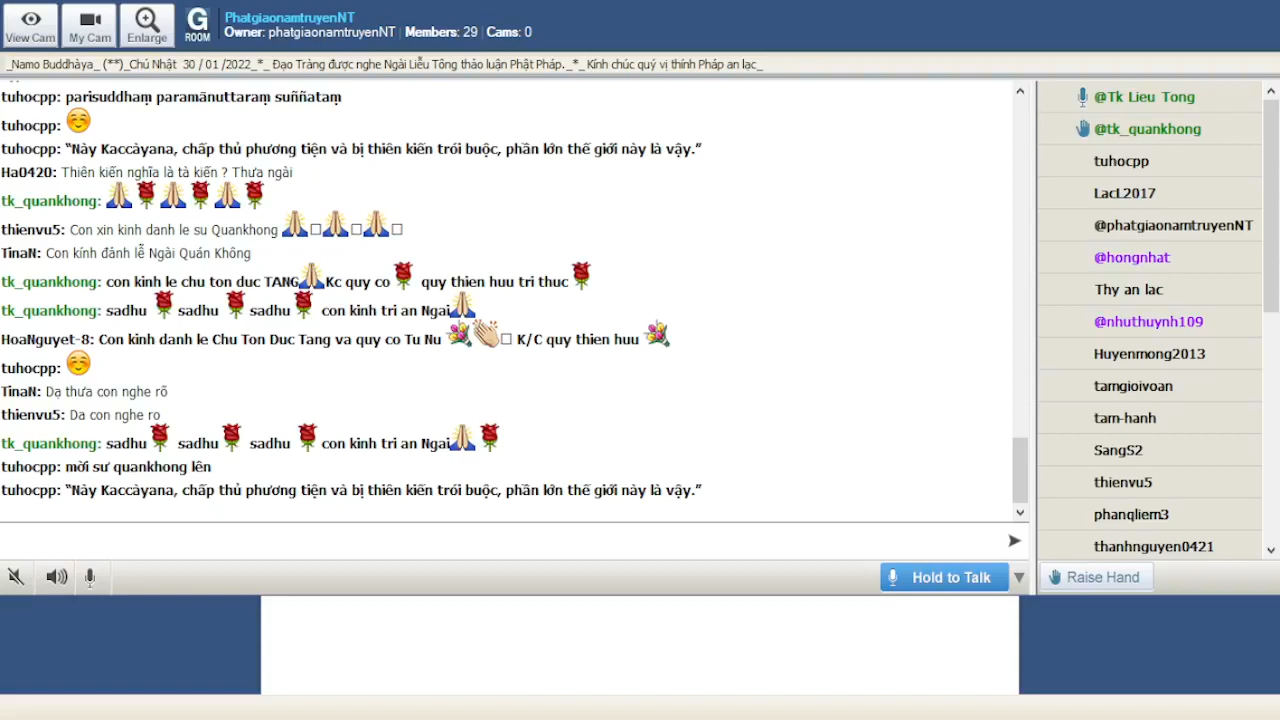 View Cam
My Cam
Enlarge
G
ROOM
PhatgiaonamtruyenNT
Owner: phatgiaonamtruyenNT | Members: 29 | Cams: 0
_Namo Buddhàya_ (**)_Chú Nhật 30 / 01 /2022_*_ Đạo Tràng được nghe Ngài Liễu Tông thảo luận Phật Pháp._*_ Kính chúc quý vị thính Pháp an lạc_
tuhocpp: parisuddhaṃ paramānuttaraṃ suññataṃ
tuhocpp:
tuhocpp: “Này Kaccàyana, chấp thủ phương tiện và bị thiên kiến trói buộc, phần lớn thế giới này là vậy.”
Ha0420: Thiên kiến nghĩa là tà kiến ? Thưa ngài
tk_quankhong:
thienvu5: Con xin kinh danh le su Quankhong
TinaN: Con kính đảnh lễ Ngài Quán Không
tk_quankhong: con kinh le chu ton duc TANG Kc quy co quy thien huu tri thuc
tk_quankhong: sadhu sadhu sadhu con kinh tri an Ngai
HoaNguyet-8: Con kinh danh le Chu Ton Duc Tang va quy co Tu Nu K/C quy thien huu
tuhocpp:
TinaN: Dạ thưa con nghe rõ
thienvu5: Da con nghe ro
tk_quankhong: sadhu sadhu sadhu con kinh tri an Ngai
tuhocpp: mời sư quankhong lên
tuhocpp: “Này Kaccàyana, chấp thủ phương tiện và bị thiên kiến trói buộc, phần lớn thế giới này là vậy.”
Hold to Talk
@Tk Lieu Tong
@tk_quankhong
tuhocpp
LacL2017
@phatgiaonamtruyenNT
@hongnhat
Thy an lac
@nhuthuynh109
Huyenmong2013
tamgioivoan
tam-hanh
SangS2
thienvu5
phanqliem3
thanhnguyen0421
Raise Hand